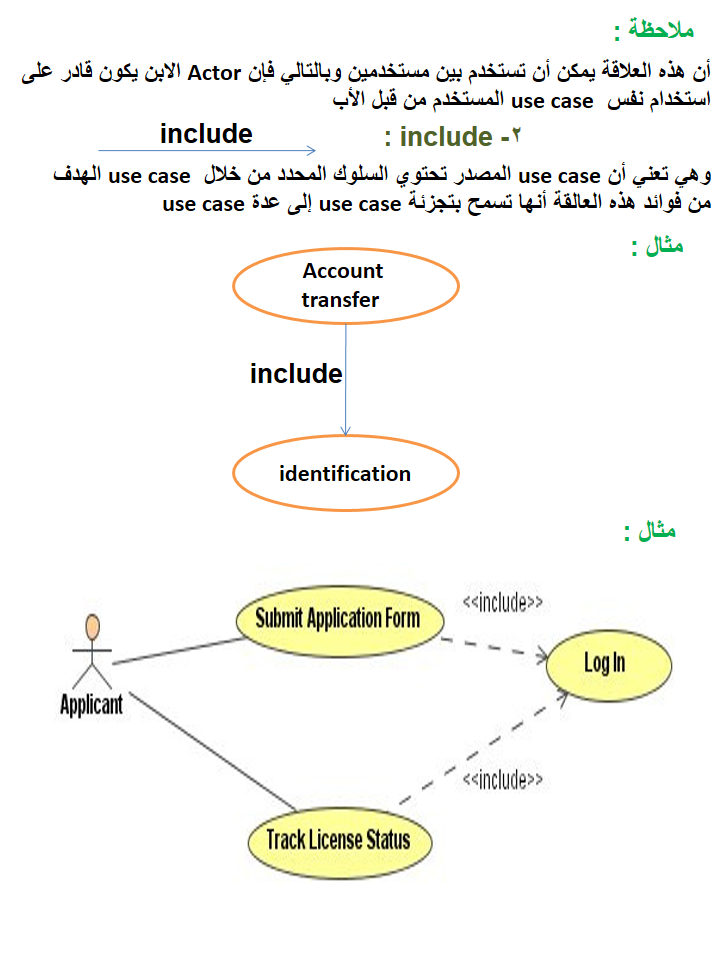 ملاحظة :
أن هذه العلاقة يمكن أن تستخدم بين مستخدمين وبالتالي فإن Actor الابن يكون قادر على
استخدام نفس use case المستخدم من قبل الأب
٢- include :
include
وهي تعني أن use case المصدر تحتوي السلوك المحدد من خلال use case الهدف
من فوائد هذه العالقة أنها تسمح بتجزئة use case إلى عدة use case
مثال :
Account
transfer
include
identification
مثال :
Submit Application Form
<<include>>
Log In
Applicant
<<include>>
Track License Status